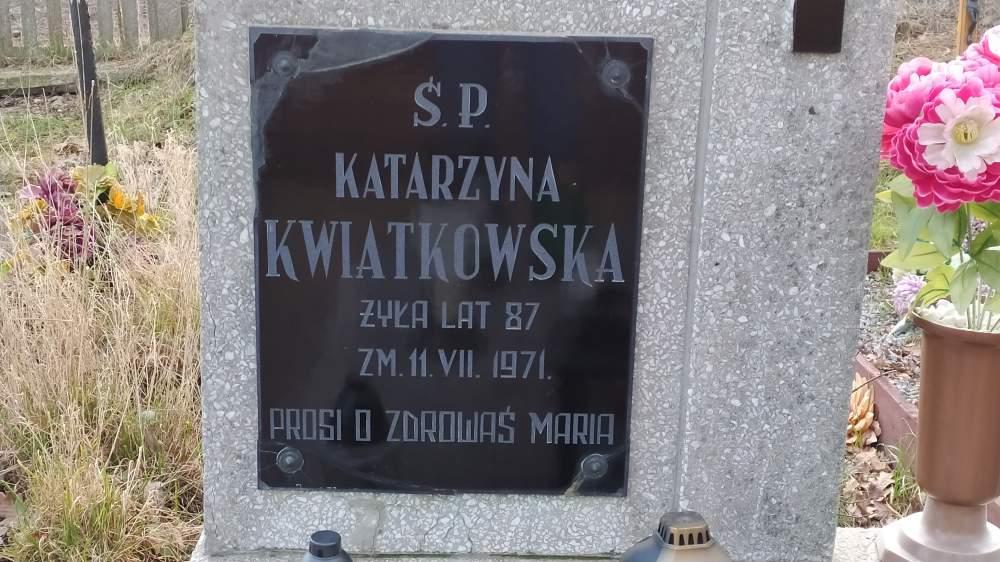 Ś.P.
KATARZYNA
KWIATKOWSKA
ŻYŁA LAT 87
ZM. 11. VII. 1971.
PROSI O ZDROWAŚ MARIA